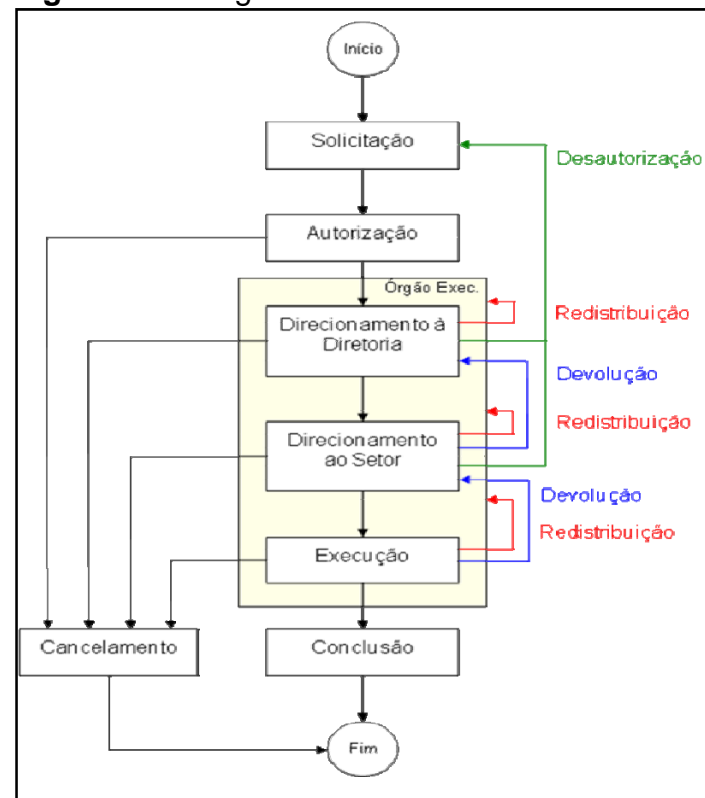 Início
Solicitação
Desautorização
Autorização
Órgão Exec.
Redistribuição
Direcionamento à
Diretoria
Devolução
Redistribuição
Direcionamento
ao Setor
Devolução
Redistribuição
Execução
Cancelamento
Conclusão
Fim